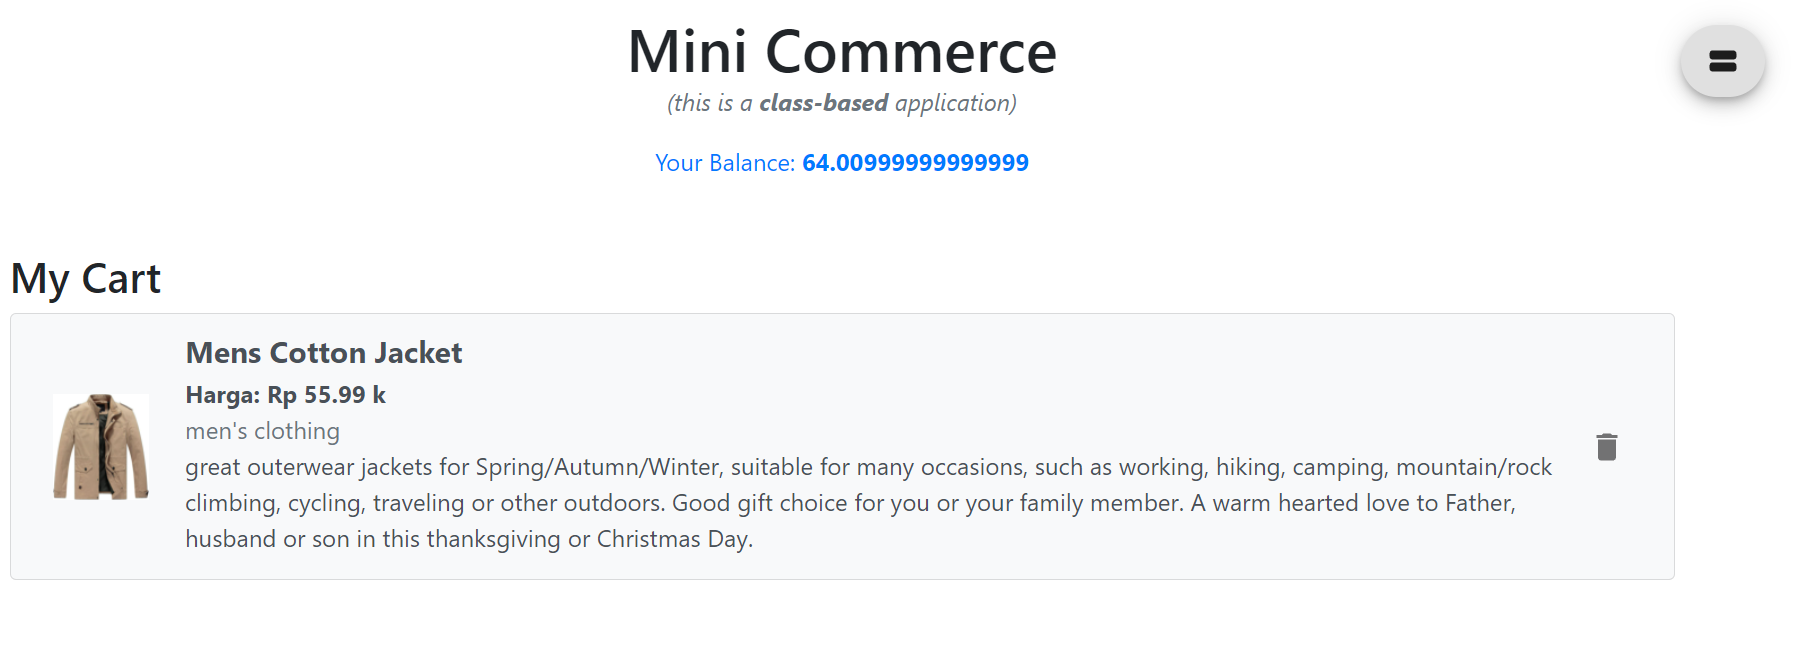 Mini Commerce
(this is a class-based application)
Your Balance: 64.00999999999999
My Cart
Mens Cotton Jacket
Harga: Rp 55.99 k
men's clothing
great outerwear jackets for Spring/Autumn/Winter, suitable for many occasions, such as working, hiking, camping, mountain/rock
climbing, cycling, traveling or other outdoors. Good gift choice for you or your family member. A warm hearted love to Father,
husband or son in this thanksgiving or Christmas Day.